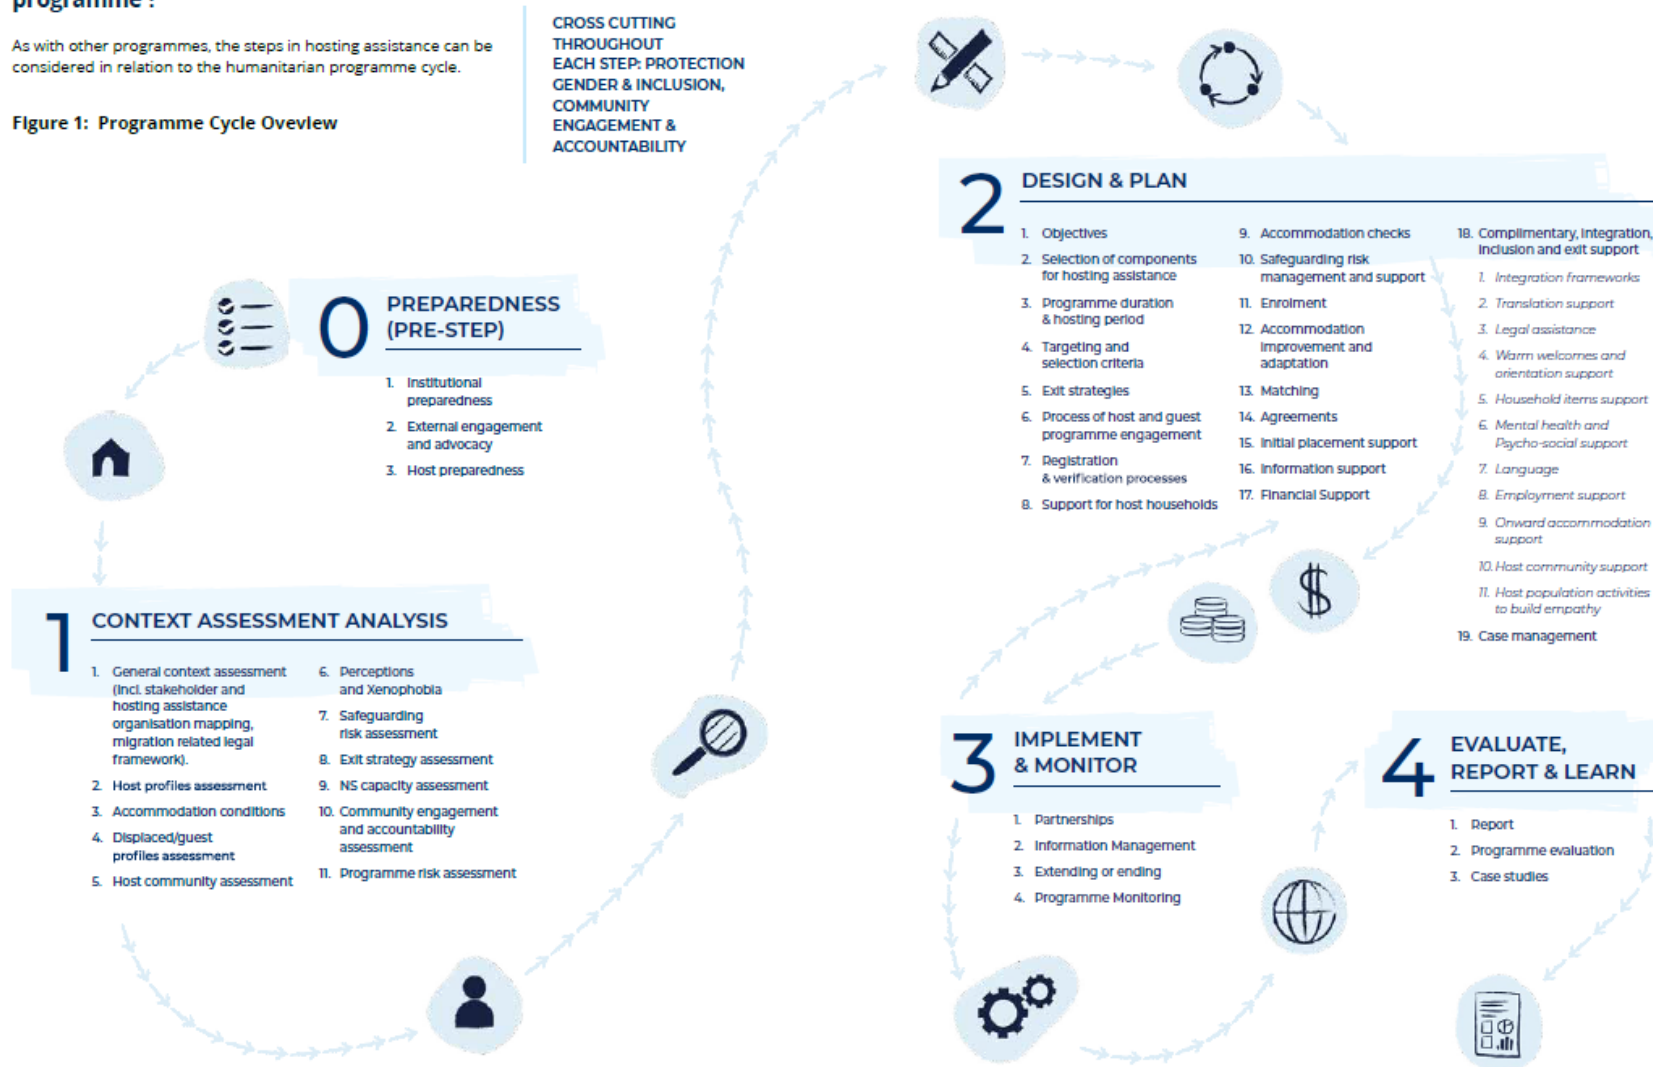 programme ?
As with other programmes, the steps in hosting assistance can be
considered in relation to the humanitarian programme cycle.
Figure 1: Programme Cycle Oveview
CROSS CUTTING
THROUGHOUT
EACH STEP: PROTECTION
GENDER & INCLUSION,
COMMUNITY
ENGAGEMENT &
ACCOUNTABILITY
0
PREPAREDNESS
(PRE-STEP)
1. Institutional
preparedness
2. External engagement
and advocacy
3. Host preparedness
1
CONTEXT ASSESSMENT ANALYSIS
1. General context assessment
(Incl. stakeholder and
hosting assistance
organisation mapping,
migration related legal
framework).
2. Host profiles assessment
3. Accommodation conditions
4. Displaced/guest
profiles assessment
5. Host community assessment
6. Perceptions
and Xenophobia
7. Safeguarding
risk assessment
8. Exit strategy assessment
9. NS capacity assessment
10. Community engagement
and accountability
assessment
11. Programme risk assessment
2
DESIGN & PLAN
1. Objectives
2. Selection of components
for hosting assistance
3. Programme duration
& hosting period
4. Targeting and
selection criteria
5. Exit strategies
6. Process of host and guest
programme engagement
7. Registration
& verification processes
8. Support for host households
9. Accommodation checks
10. Safeguarding risk
management and support
11. Enrolment
12. Accommodation
improvement and
adaptation
13. Matching
14. Agreements
15. Initial placement support
16. Information support
17. Financial Support
18. Complimentary, Integration,
Inclusion and exit support
1. Integration frameworks
2. Translation support
3. Legal assistance
4. Warm welcomes and
orientation support
5. Household items support
6. Mental health and
Psycho-social support
7. Language
8. Employment support
9. Onward accommodation
support
10. Host community support
11. Host population activities
to build empathy
19. Case management
3
IMPLEMENT
& MONITOR
1. Partnerships
2. Information Management
3. Extending or ending
4. Programme Monitoring
4
EVALUATE,
REPORT & LEARN
1. Report
2. Programme evaluation
3. Case studies